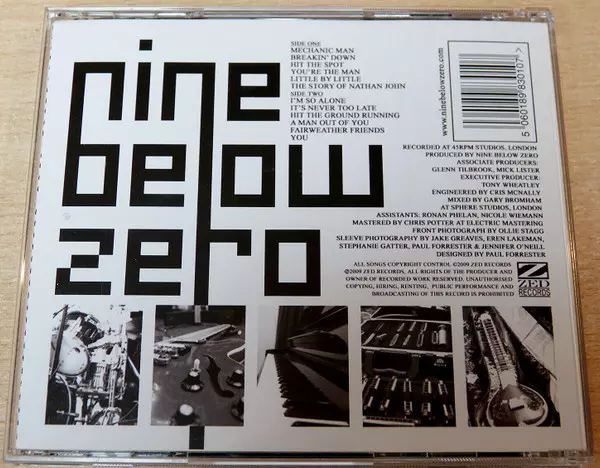 nine
below
zero
SIDE ONE
MECHANIC MAN
BREAKIN' DOWN
HIT THE SPOT
YOU'RE THE MAN
LITTLE BY LITTLE
THE STORY OF NATHAN JOHN
SIDE TWO
I'M SO ALONE
IT'S NEVER TOO LATE
HIT THE GROUND RUNNING
A MAN OUT OF YOU
FAIRWEATHER FRIENDS
YOU
www.ninebelowzero.com
5 060189 830107 >
RECORDED AT 45RPM STUDIOS, LONDON
PRODUCED BY NINE BELOW ZERO
ASSOCIATE PRODUCERS:
GLENN TILBROOK, MICK LISTER
EXECUTIVE PRODUCER:
TONY WHEATLEY
ENGINEERED BY CRIS MCNALLY
MIXED BY GARY BROMHAM
AT SPHERE STUDIOS, LONDON
ASSISTANTS: RONAN PHELAN, NICOLE WIEMANN
MASTERED BY CHRIS POTTER AT ELECTRIC MASTERING
FRONT PHOTOGRAPH BY OLLIE STAGG
SLEEVE PHOTOGRAPHY BY JAKE GREAVES, EREN LAKEMAN,
STEPHANIE GATTER, PAUL FORRESTER & JENNIFER O'NEILL
DESIGNED BY PAUL FORRESTER
ALL SONGS COPYRIGHT CONTROL ©2009 ZED RECORDS
℗2009 ZED RECORDS, ALL RIGHTS OF THE PRODUCER AND
OWNER OF RECORDED WORK RESERVED. UNAUTHORISED
COPYING, HIRING, RENTING, PUBLIC PERFORMANCE AND
BROADCASTING OF THIS RECORD IS PROHIBITED
ZED
RECORDS